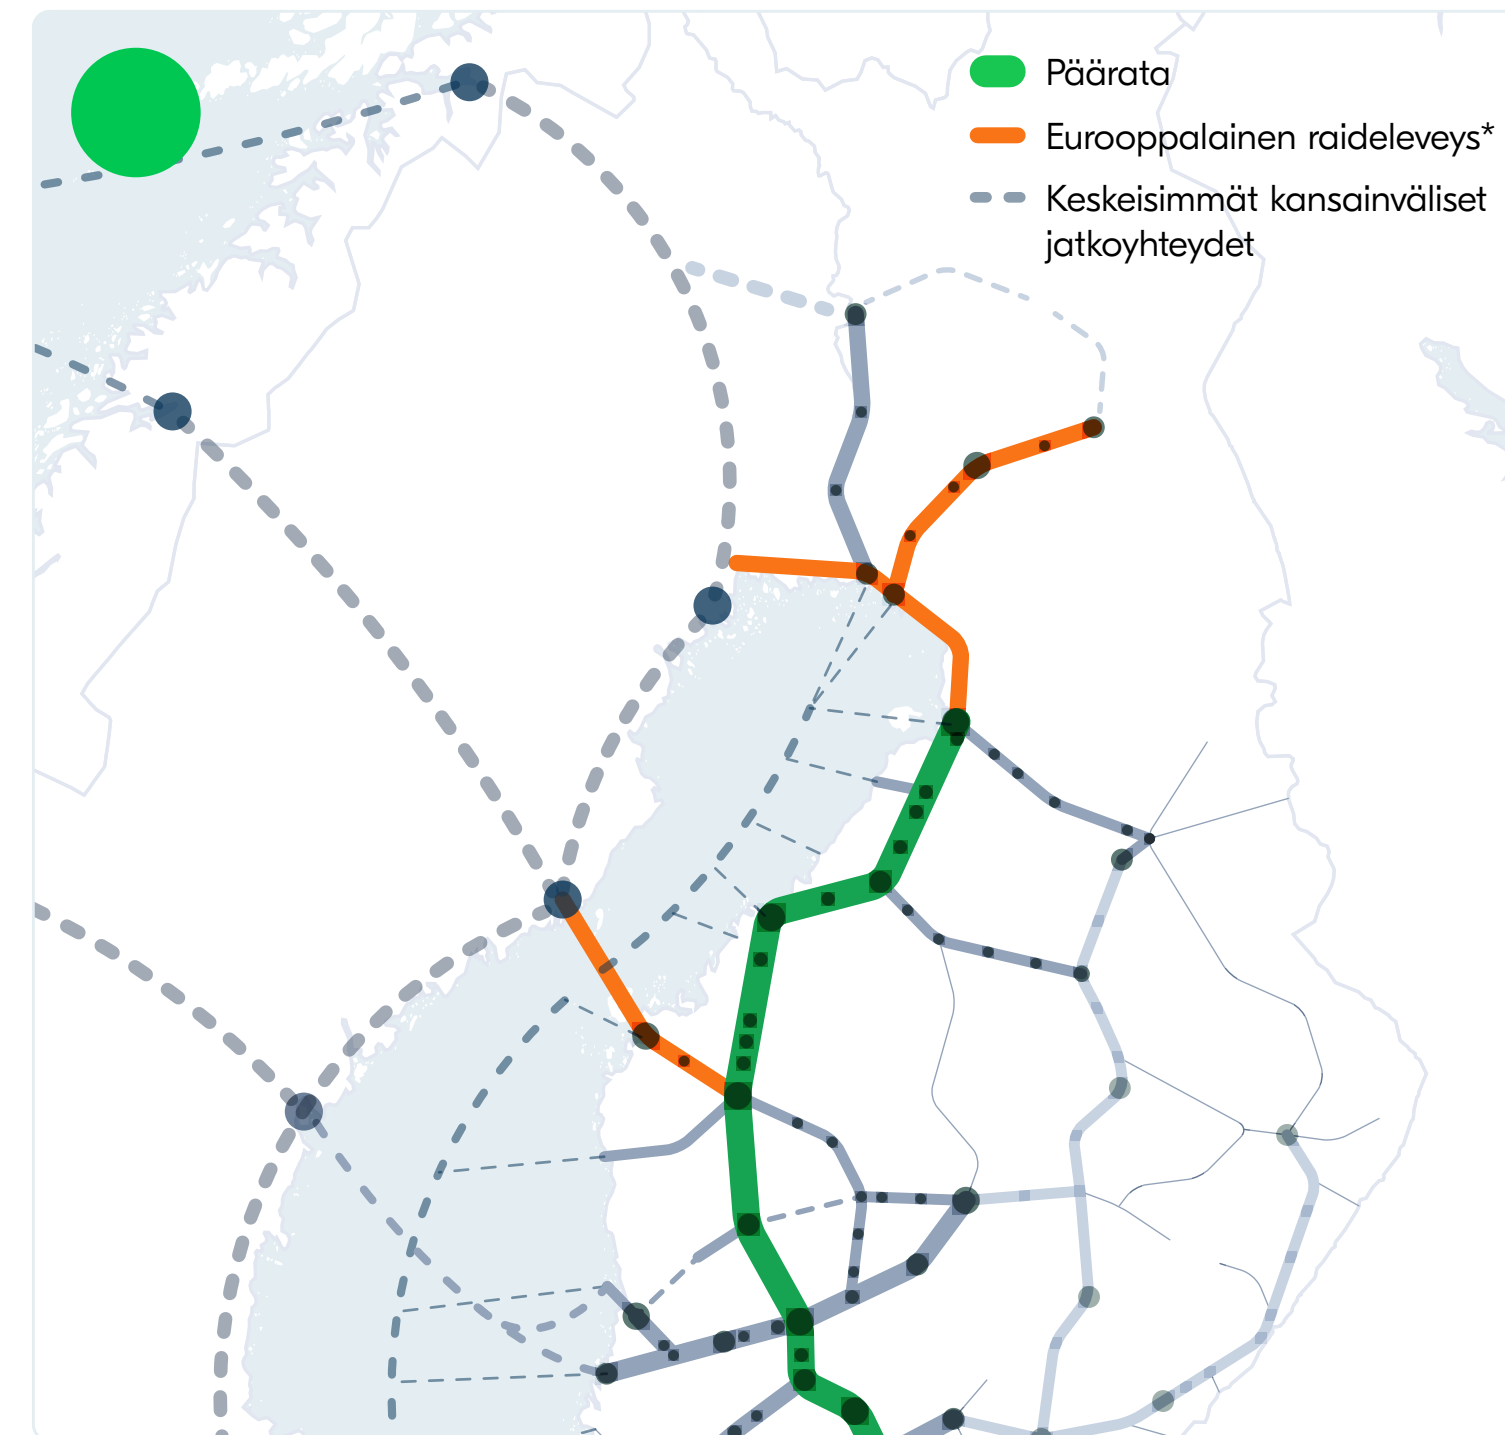 Päärata
Eurooppalainen raideleveys*
Keskeisimmät kansainväliset
jatkoyhteydet